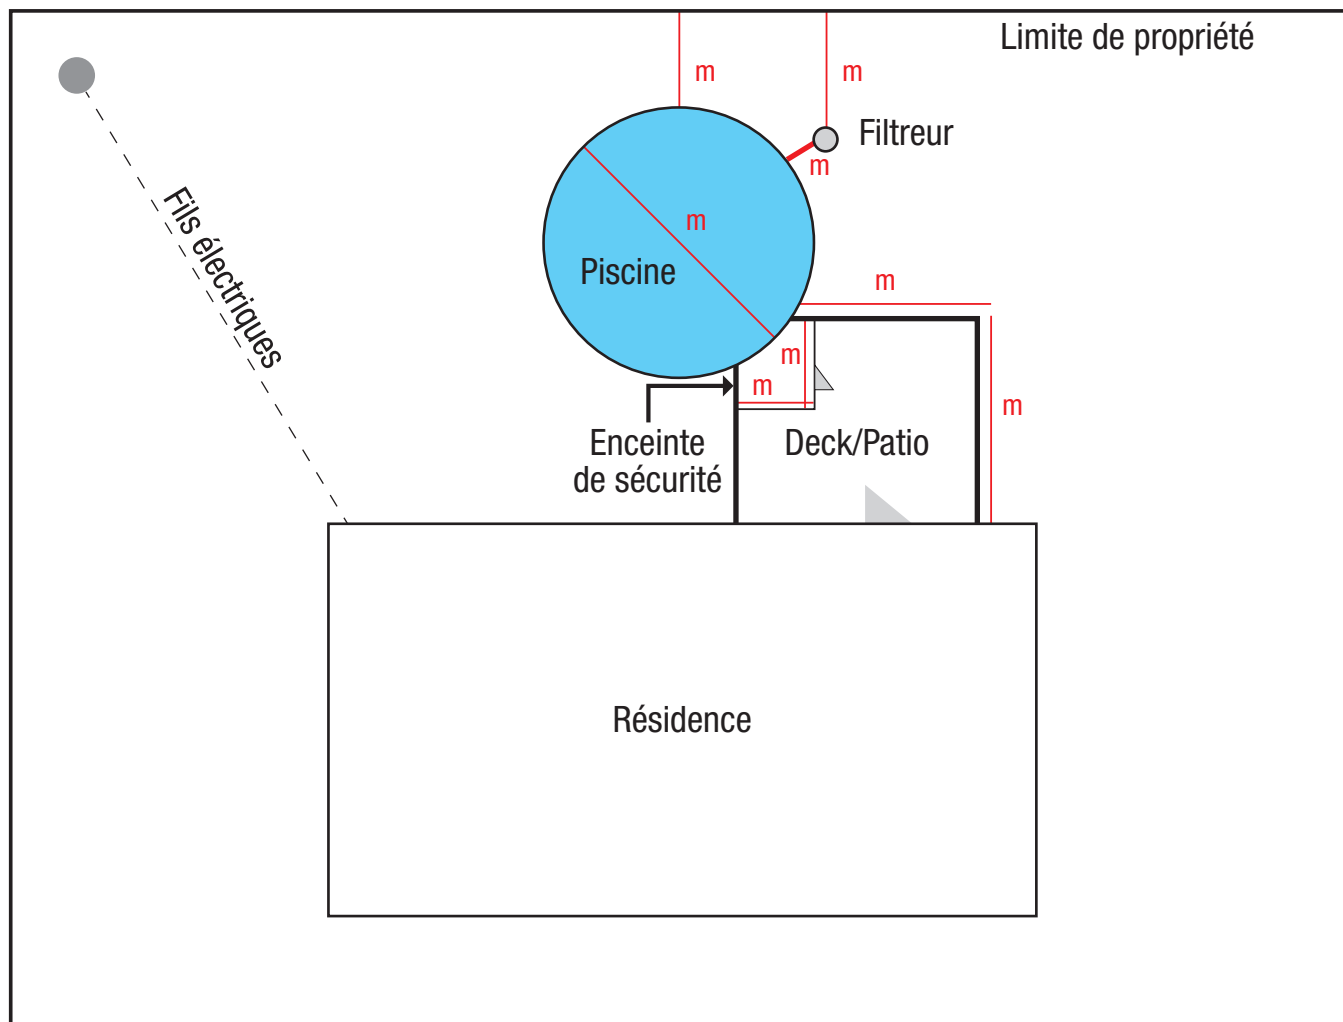 Limite de propriété
m
m
Filtreur
m
Fils électriques
m
Piscine
m
m
m
m
Enceinte
de sécurité
Deck/Patio
Résidence